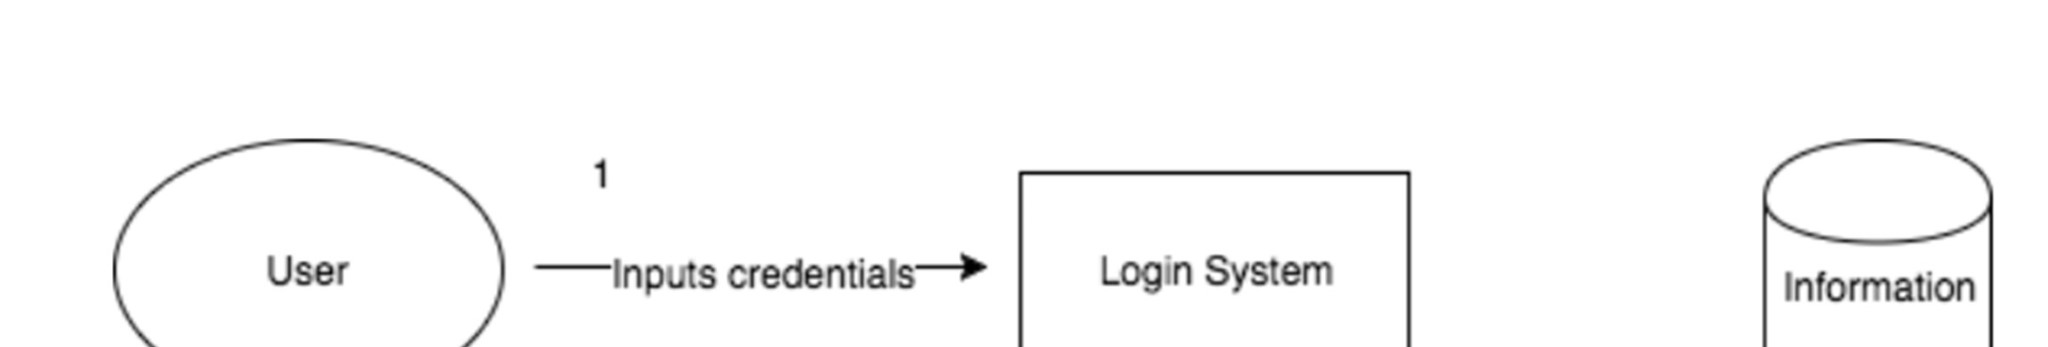 1
User
Inputs credentials
Login System
Information